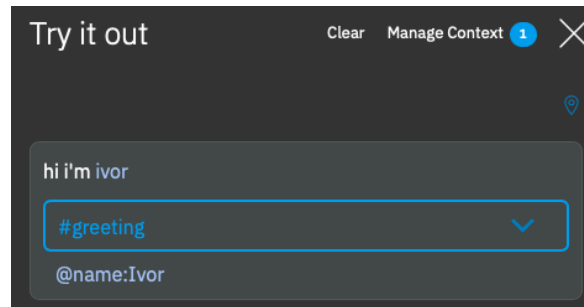 Try it out Clear Manage Context 1
hi i'm ivor
#greeting
@name:Ivor